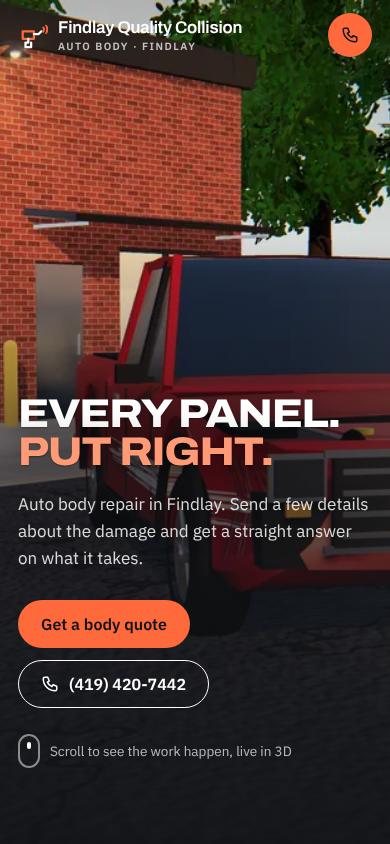 Findlay Quality Collision
AUTO BODY · FINDLAY
EVERY PANEL.
PUT RIGHT.
Auto body repair in Findlay. Send a few details
about the damage and get a straight answer
on what it takes.
Get a body quote
(419) 420-7442
Scroll to see the work happen, live in 3D